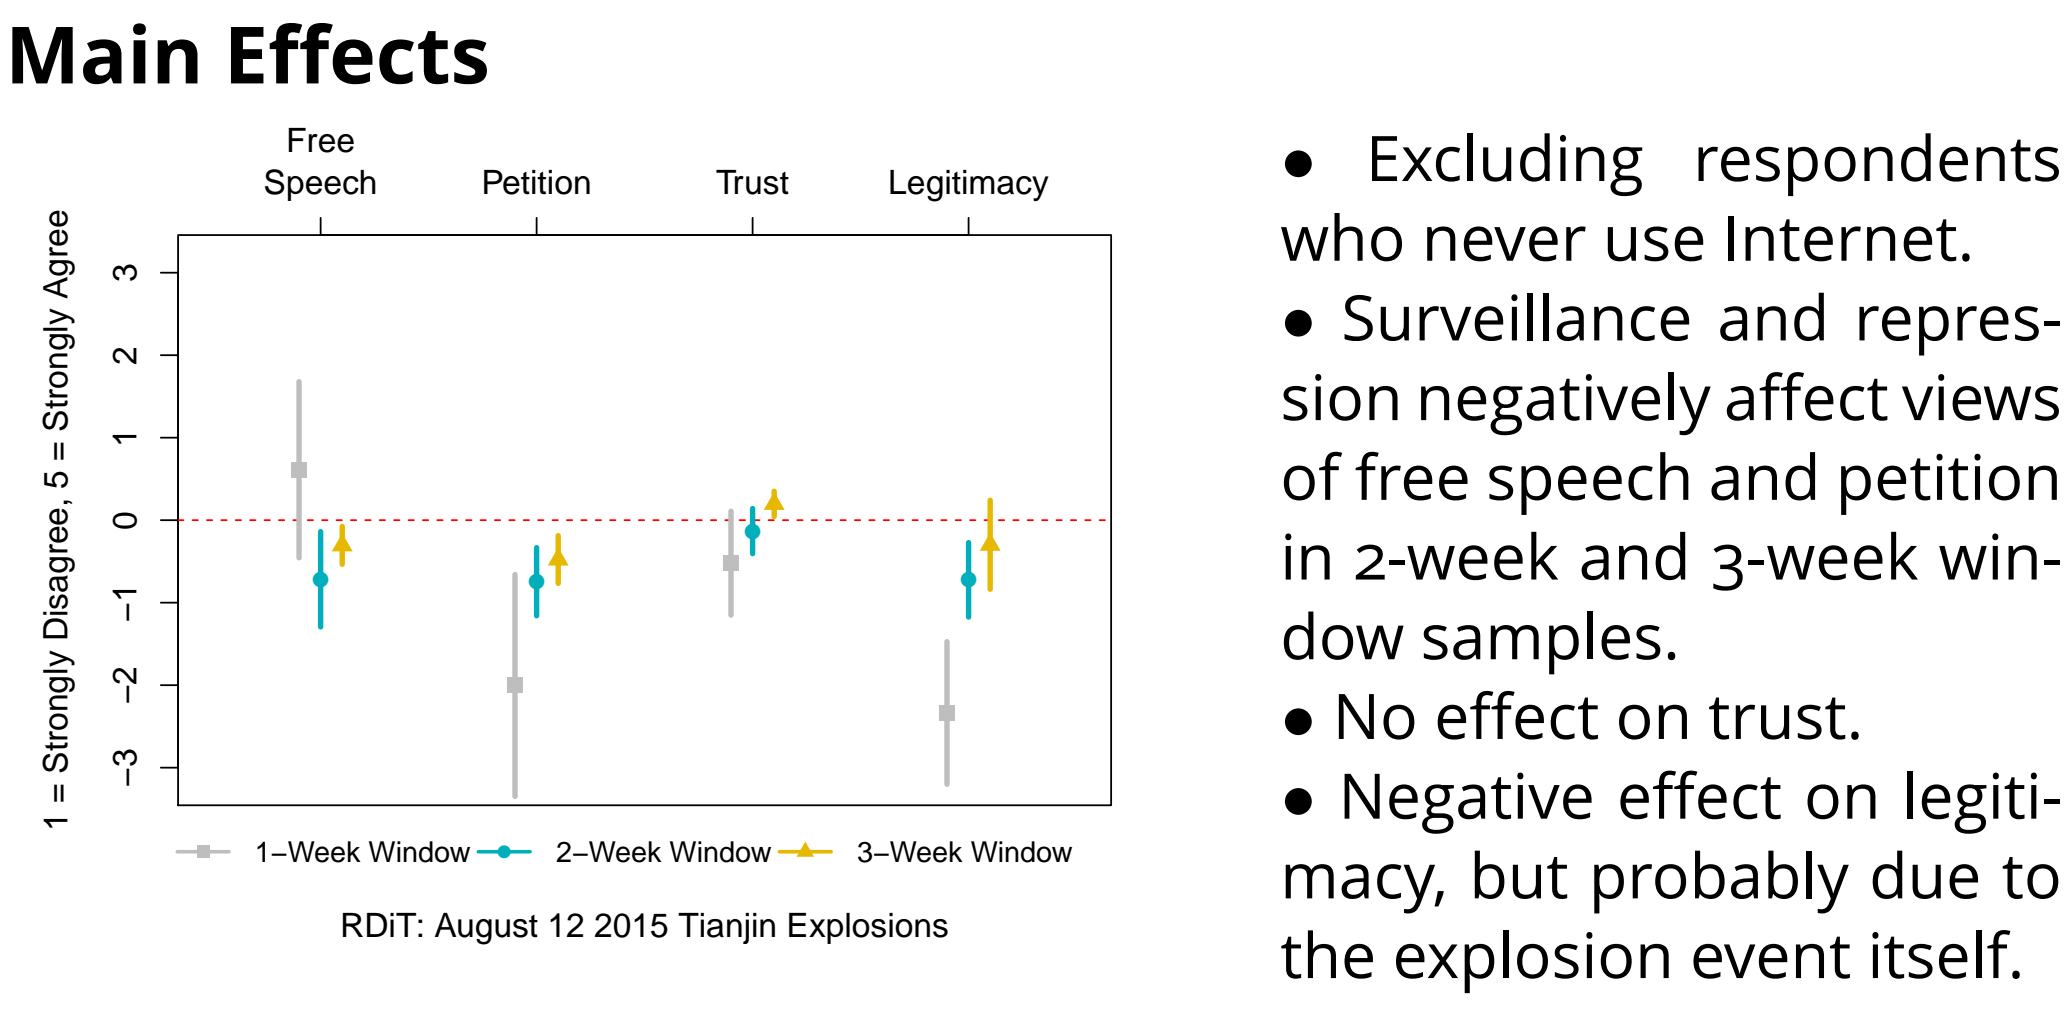 Main Effects
Free
Speech
Petition
Trust
Legitimacy
1 = Strongly Disagree, 5 = Strongly Agree
3
2
1
0
−1
−2
−3
1−Week Window
2−Week Window
3−Week Window
RDiT: August 12 2015 Tianjin Explosions
● Excluding respondents
who never use Internet.
● Surveillance and repres-
sion negatively affect views
of free speech and petition
in 2-week and 3-week win-
dow samples.
● No effect on trust.
● Negative effect on legiti-
macy, but probably due to
the explosion event itself.